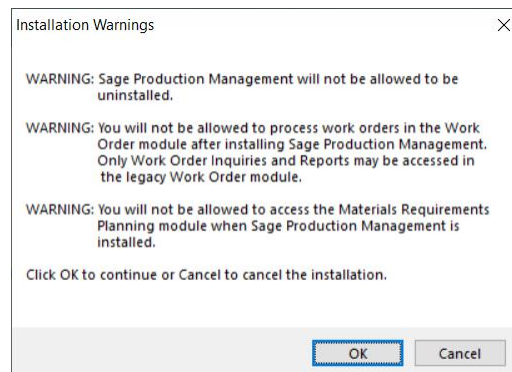 Installation Warnings
WARNING: Sage Production Management will not be allowed to be
uninstalled.
WARNING: You will not be allowed to process work orders in the Work
Order module after installing Sage Production Management.
Only Work Order Inquiries and Reports may be accessed in
the legacy Work Order module.
WARNING: You will not be allowed to access the Materials Requirements
Planning module when Sage Production Management is
installed.
Click OK to continue or Cancel to cancel the installation.
OK Cancel